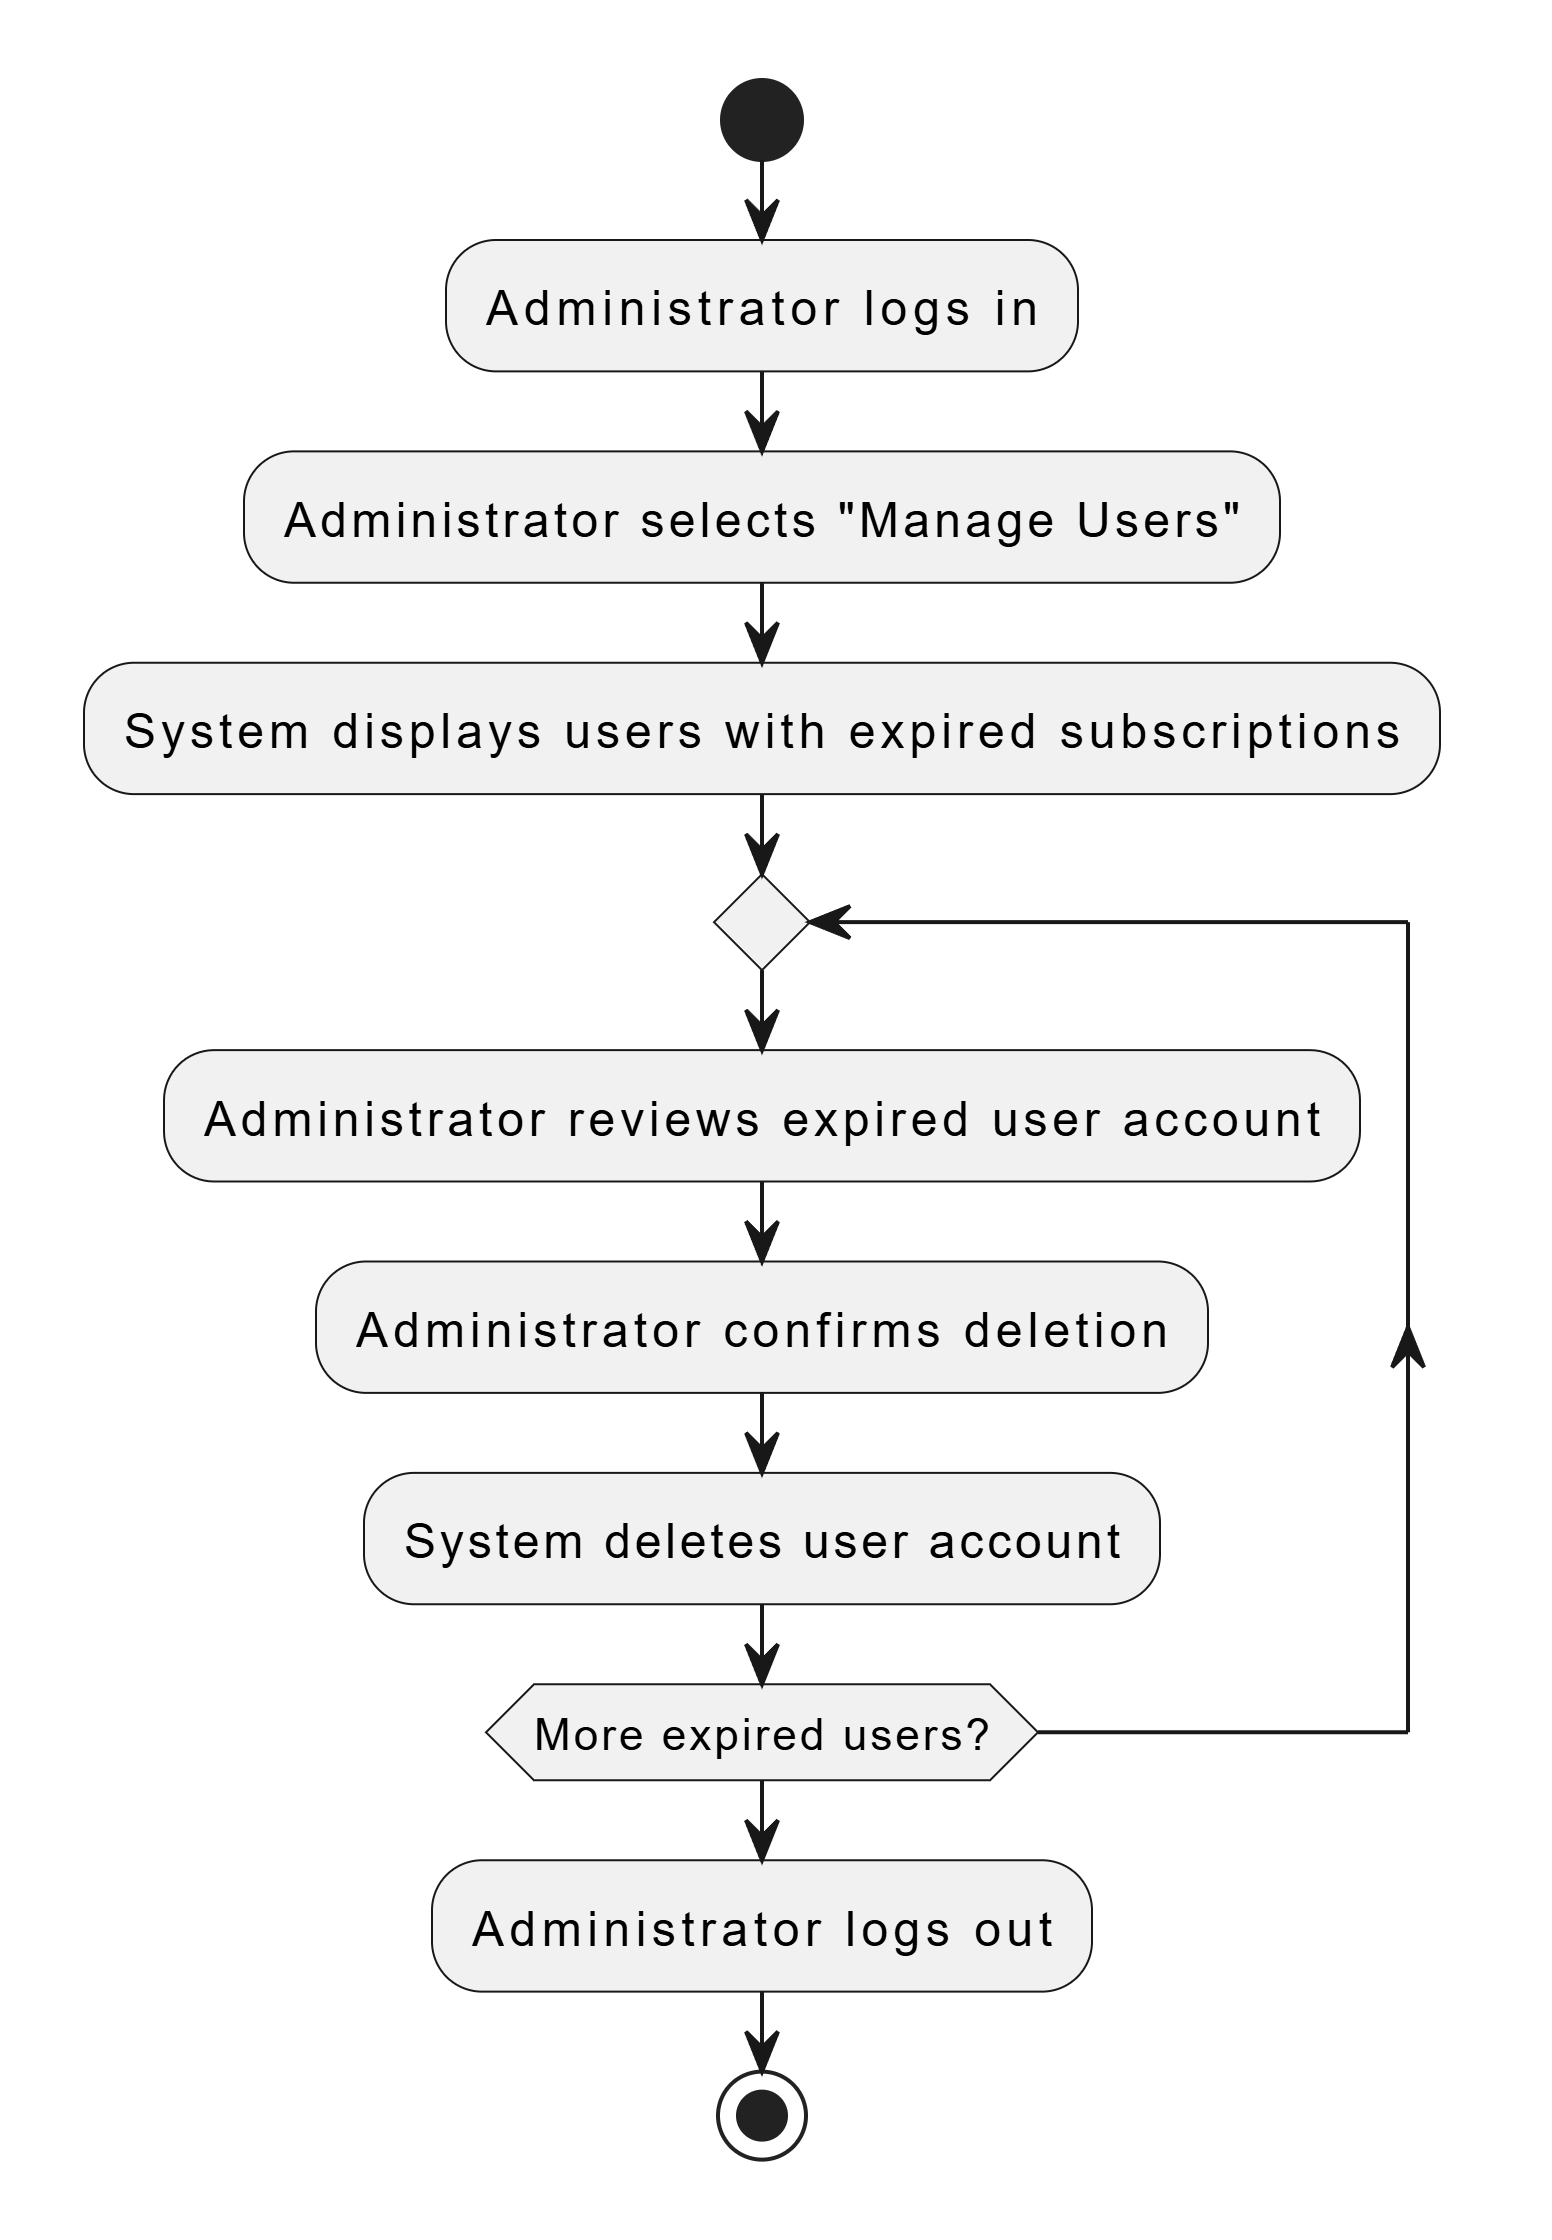 Administrator logs in
Administrator selects "Manage Users"
System displays users with expired subscriptions
Administrator reviews expired user account
Administrator confirms deletion
System deletes user account
More expired users?
Administrator logs out